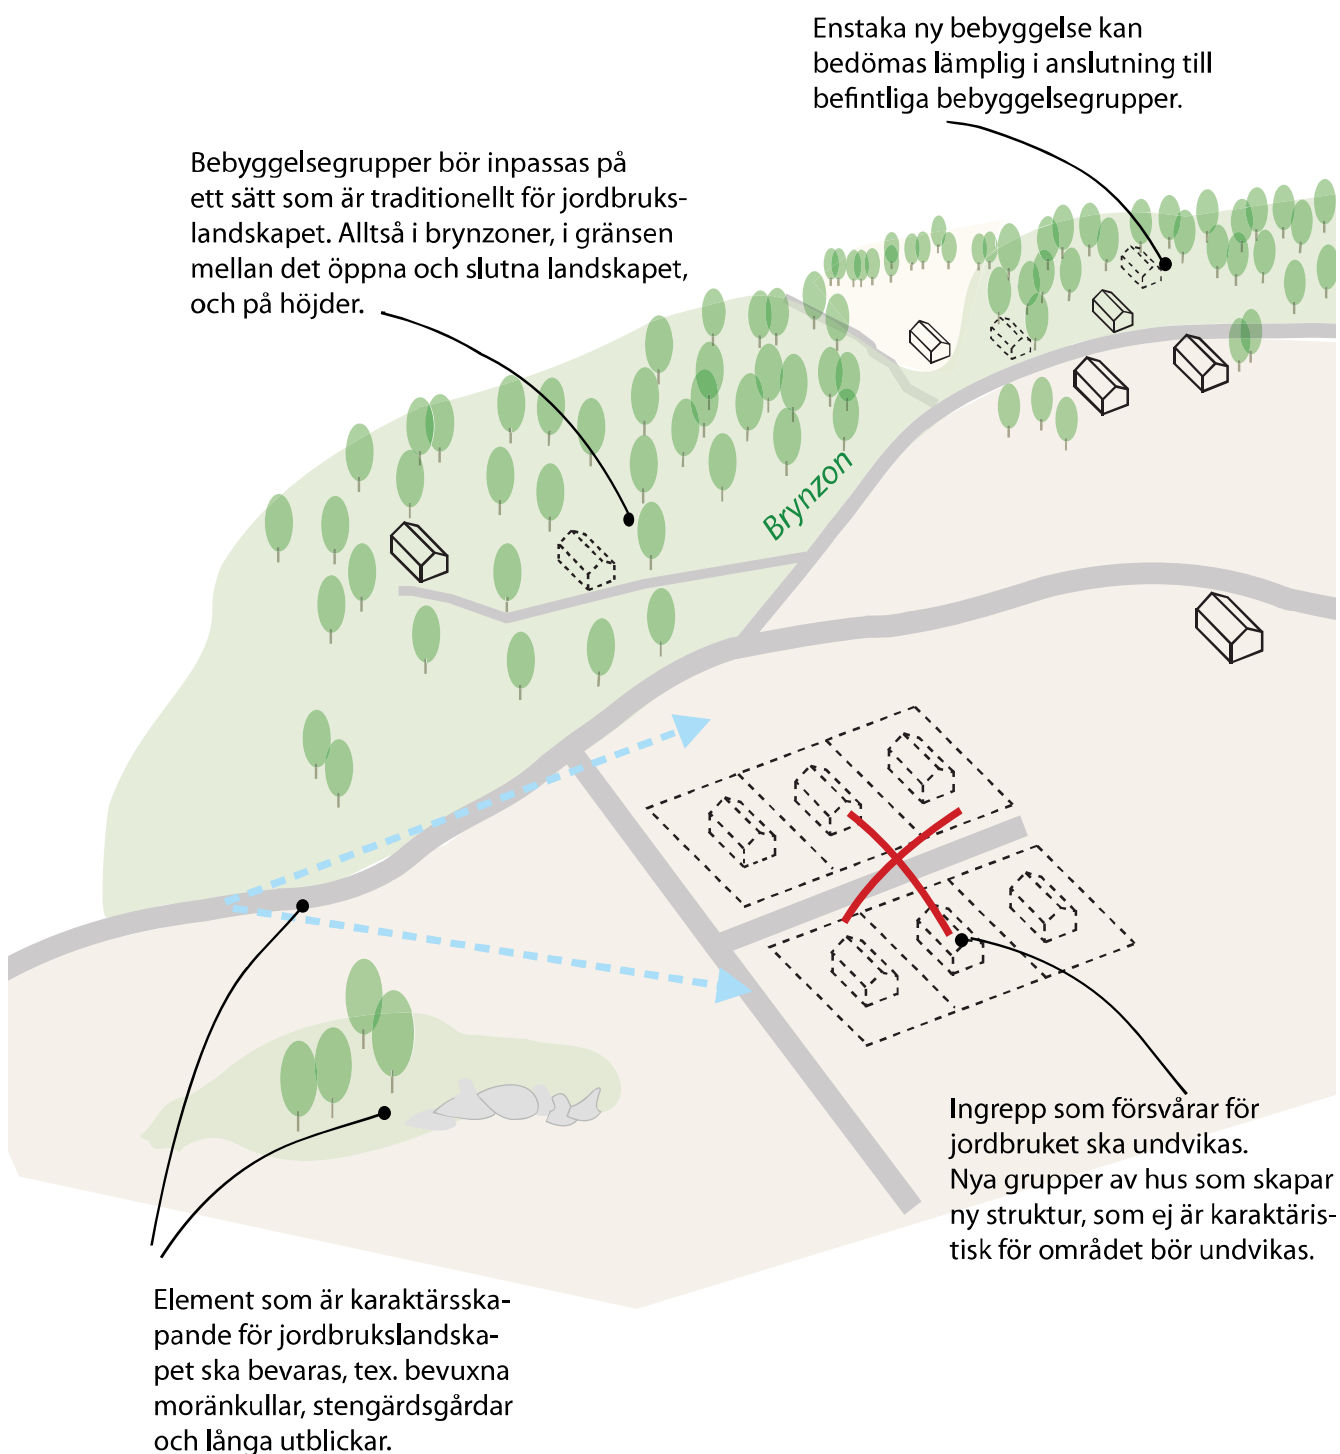 Enstaka ny bebyggelse kan
bedömas lämplig i anslutning till
befintliga bebyggelsegrupper.
Bebyggelsegrupper bör inpassas på
ett sätt som är traditionellt för jordbruks-
landskapet. Alltså i brynzoner, i gränsen
mellan det öppna och slutna landskapet,
och på höjder.
Brynzon
Ingrepp som försvårar för
jordbruket ska undvikas.
Nya grupper av hus som skapar
ny struktur, som ej är karaktäris-
tisk för området bör undvikas.
Element som är karaktärsska-
pande för jordbrukslandska-
pet ska bevaras, tex. bevuxna
moränkullar, stengärdsgårdar
och långa utblickar.